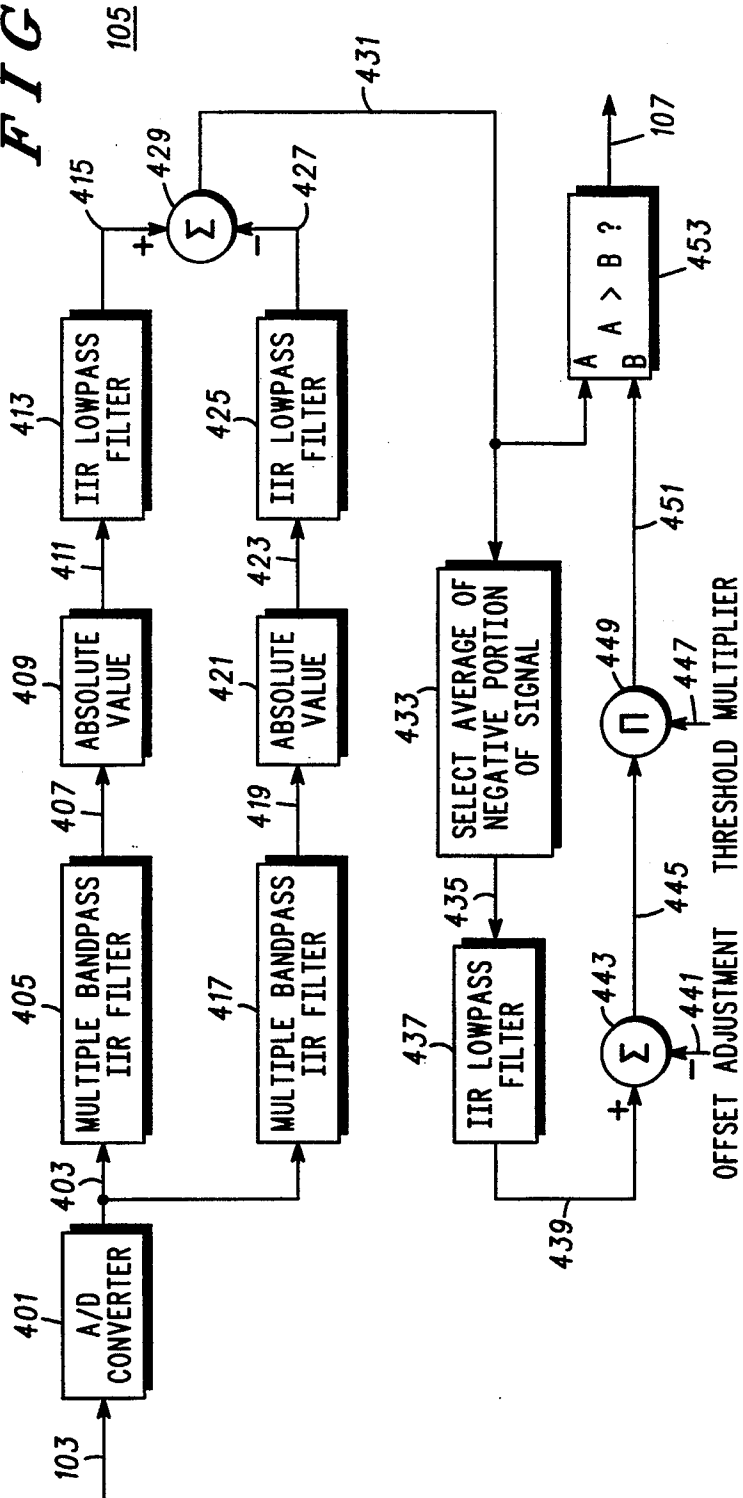 FIG
105
103
401
A/D
CONVERTER
403
405
MULTIPLE BANDPASS
IIR FILTER
407
409
ABSOLUTE
VALUE
411
413
IIR LOWPASS
FILTER
415
+
429
Σ
-
427
431
417
MULTIPLE BANDPASS
IIR FILTER
419
421
ABSOLUTE
VALUE
423
425
IIR LOWPASS
FILTER
433
SELECT AVERAGE OF
NEGATIVE PORTION
OF SIGNAL
435
437
IIR LOWPASS
FILTER
439
+
443
Σ
-
441
OFFSET ADJUSTMENT
445
449
Π
447
THRESHOLD MULTIPLIER
451
A
A > B ?
B
453
107